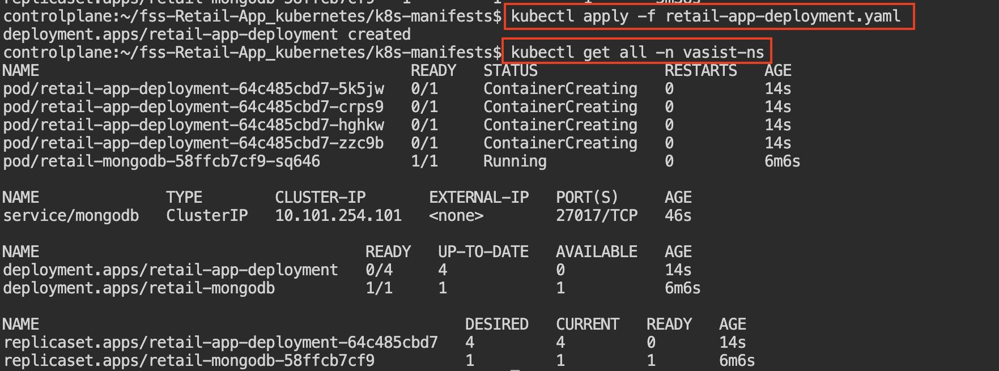 controlplane:~/fss-Retail-App_kubernetes/k8s-manifests$ kubectl apply -f retail-app-deployment.yaml
deployment.apps/retail-app-deployment created
controlplane:~/fss-Retail-App_kubernetes/k8s-manifests$ kubectl get all -n vasist-ns
NAME READY STATUS RESTARTS AGE
pod/retail-app-deployment-64c485cbd7-5k5jw 0/1 ContainerCreating 0 14s
pod/retail-app-deployment-64c485cbd7-crps9 0/1 ContainerCreating 0 14s
pod/retail-app-deployment-64c485cbd7-hghkw 0/1 ContainerCreating 0 14s
pod/retail-app-deployment-64c485cbd7-zzc9b 0/1 ContainerCreating 0 14s
pod/retail-mongodb-58ffcb7cf9-sq646 1/1 Running 0 6m6s
NAME TYPE CLUSTER-IP EXTERNAL-IP PORT(S) AGE
service/mongodb ClusterIP 10.101.254.101 <none> 27017/TCP 46s
NAME READY UP-TO-DATE AVAILABLE AGE
deployment.apps/retail-app-deployment 0/4 4 0 14s
deployment.apps/retail-mongodb 1/1 1 1 6m6s
NAME DESIRED CURRENT READY AGE
replicaset.apps/retail-app-deployment-64c485cbd7 4 4 0 14s
replicaset.apps/retail-mongodb-58ffcb7cf9 1 1 1 6m6s